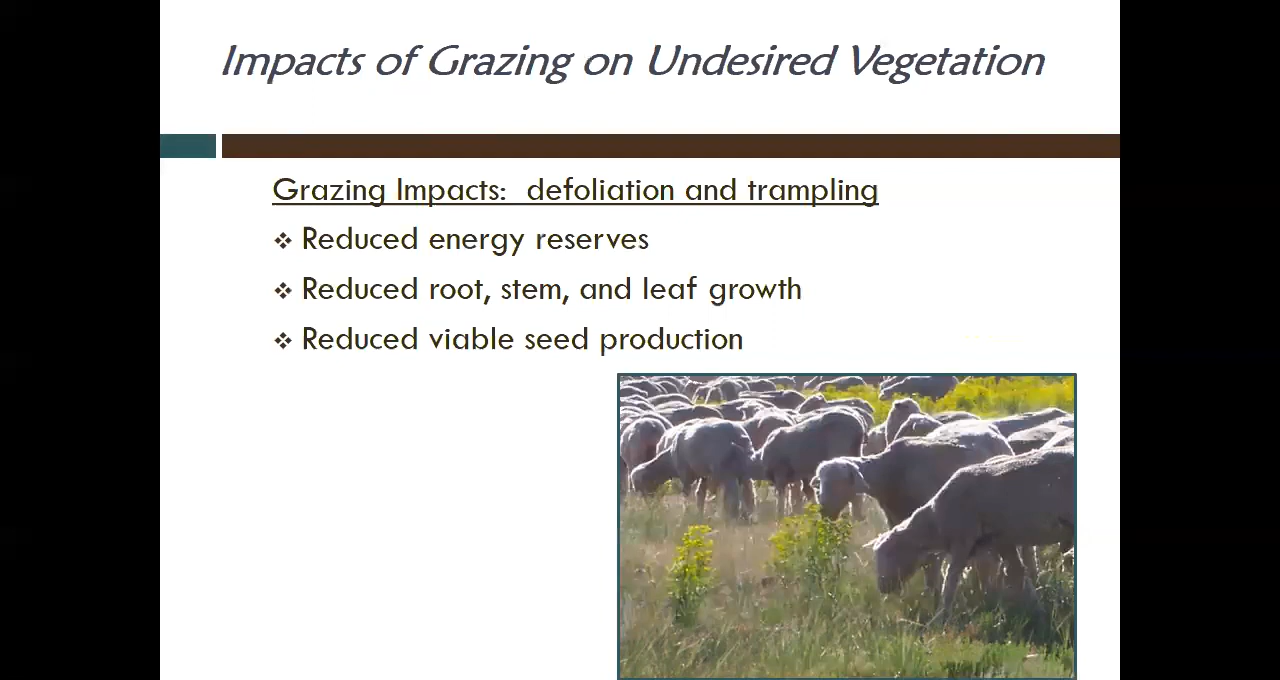 Impacts of Grazing on Undesired Vegetation
Grazing Impacts:  defoliation and trampling
❖ Reduced energy reserves
❖ Reduced root, stem, and leaf growth
❖ Reduced viable seed production